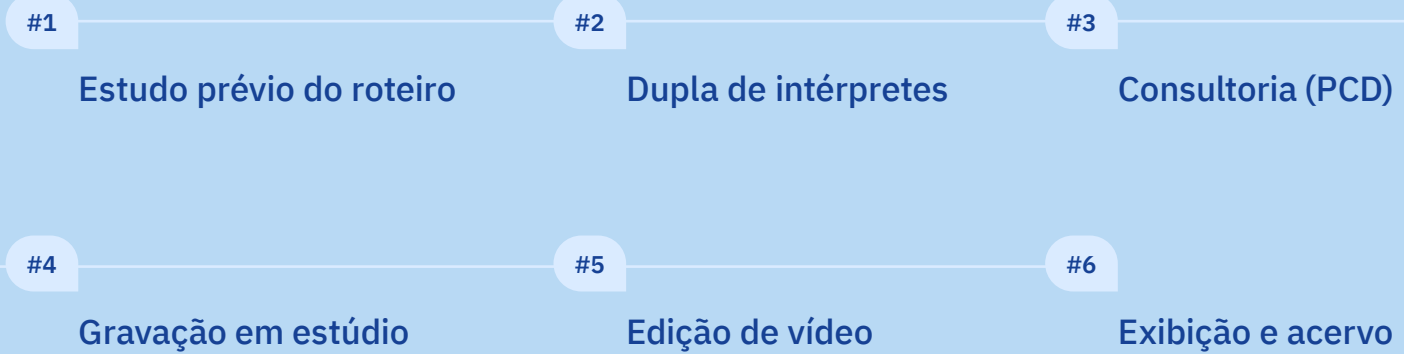 #1
Estudo prévio do roteiro
#2
Dupla de intérpretes
#3
Consultoria (PCD)
#4
Gravação em estúdio
#5
Edição de vídeo
#6
Exibição e acervo